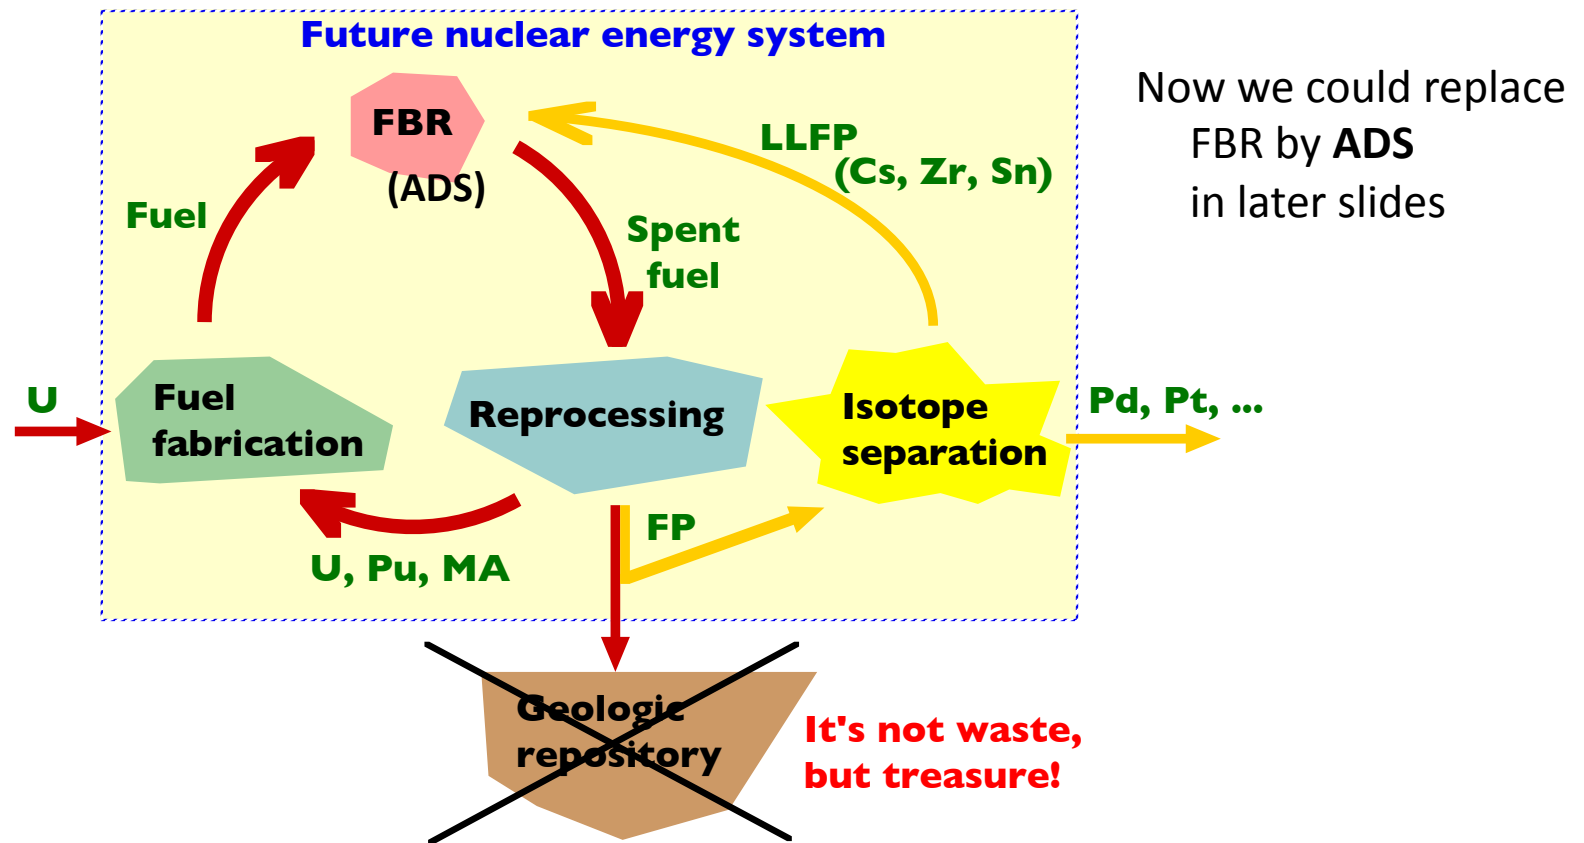 Future nuclear energy system
Now we could replace
FBR by ADS
in later slides
FBR
(ADS)
LLFP
(Cs, Zr, Sn)
Fuel
Spent
fuel
U
Fuel
fabrication
Reprocessing
Isotope
separation
Pd, Pt, ...
FP
U, Pu, MA
Geologic
repository
It's not waste,
but treasure!